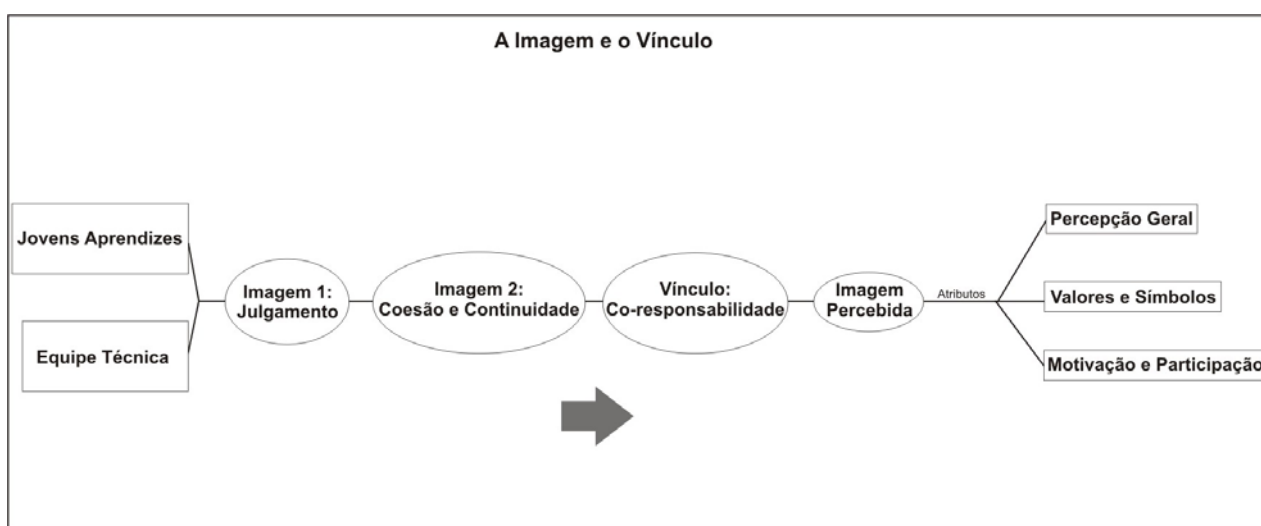 A Imagem e o Vínculo
Jovens Aprendizes
Equipe Técnica
Imagem 1:
Julgamento
Imagem 2:
Coesão e Continuidade
Vínculo:
Co-responsabilidade
Imagem
Percebida
Atributos
Percepção Geral
Valores e Símbolos
Motivação e Participação